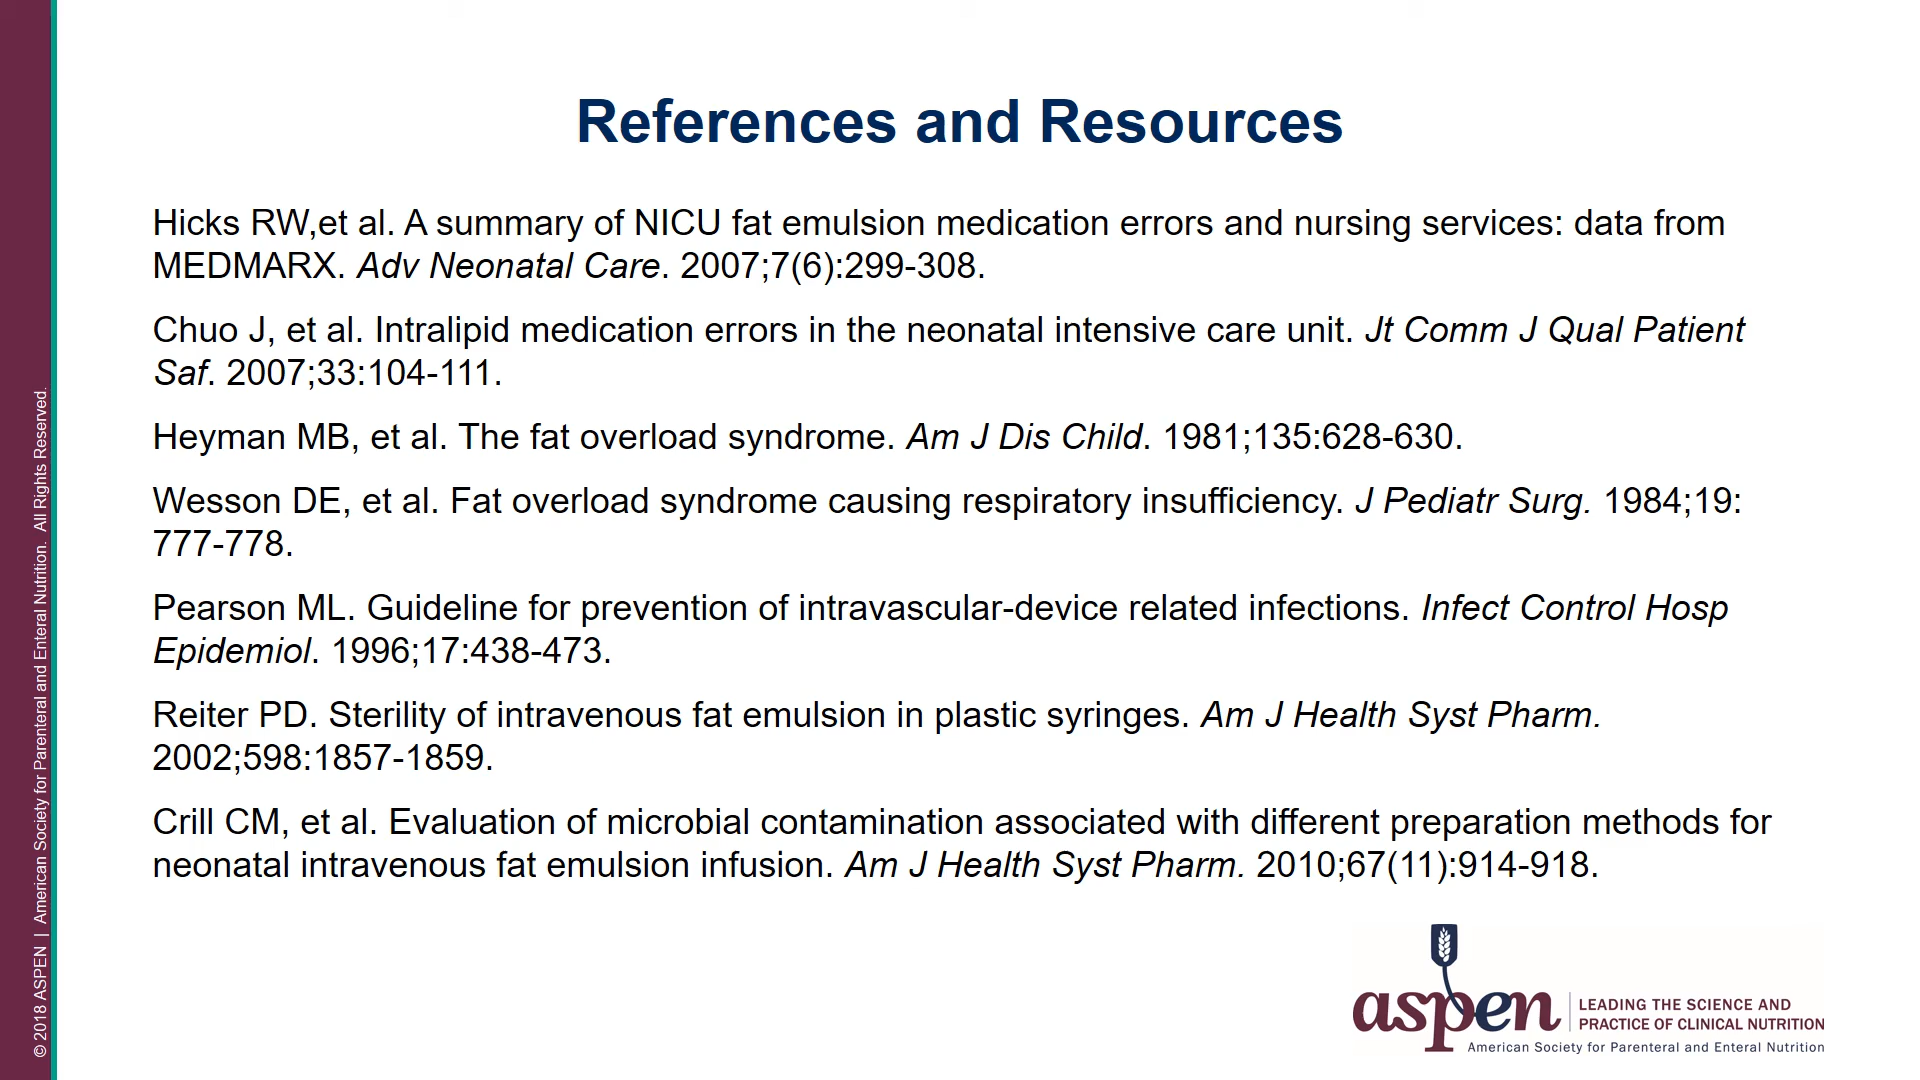 References and Resources
Hicks RW,et al. A summary of NICU fat emulsion medication errors and nursing services: data from
MEDMARX. Adv Neonatal Care. 2007;7(6):299-308.
Chuo J, et al. Intralipid medication errors in the neonatal intensive care unit. Jt Comm J Qual Patient
Saf. 2007;33:104-111.
Heyman MB, et al. The fat overload syndrome. Am J Dis Child. 1981;135:628-630.
Wesson DE, et al. Fat overload syndrome causing respiratory insufficiency. J Pediatr Surg. 1984;19:
777-778.
Pearson ML. Guideline for prevention of intravascular-device related infections. Infect Control Hosp
Epidemiol. 1996;17:438-473.
Reiter PD. Sterility of intravenous fat emulsion in plastic syringes. Am J Health Syst Pharm.
2002;598:1857-1859.
Crill CM, et al. Evaluation of microbial contamination associated with different preparation methods for
neonatal intravenous fat emulsion infusion. Am J Health Syst Pharm. 2010;67(11):914-918.
© 2018 ASPEN | American Society for Parenteral and Enteral Nutrition. All Rights Reserved.
aspen
LEADING THE SCIENCE AND
PRACTICE OF CLINICAL NUTRITION
American Society for Parenteral and Enteral Nutrition